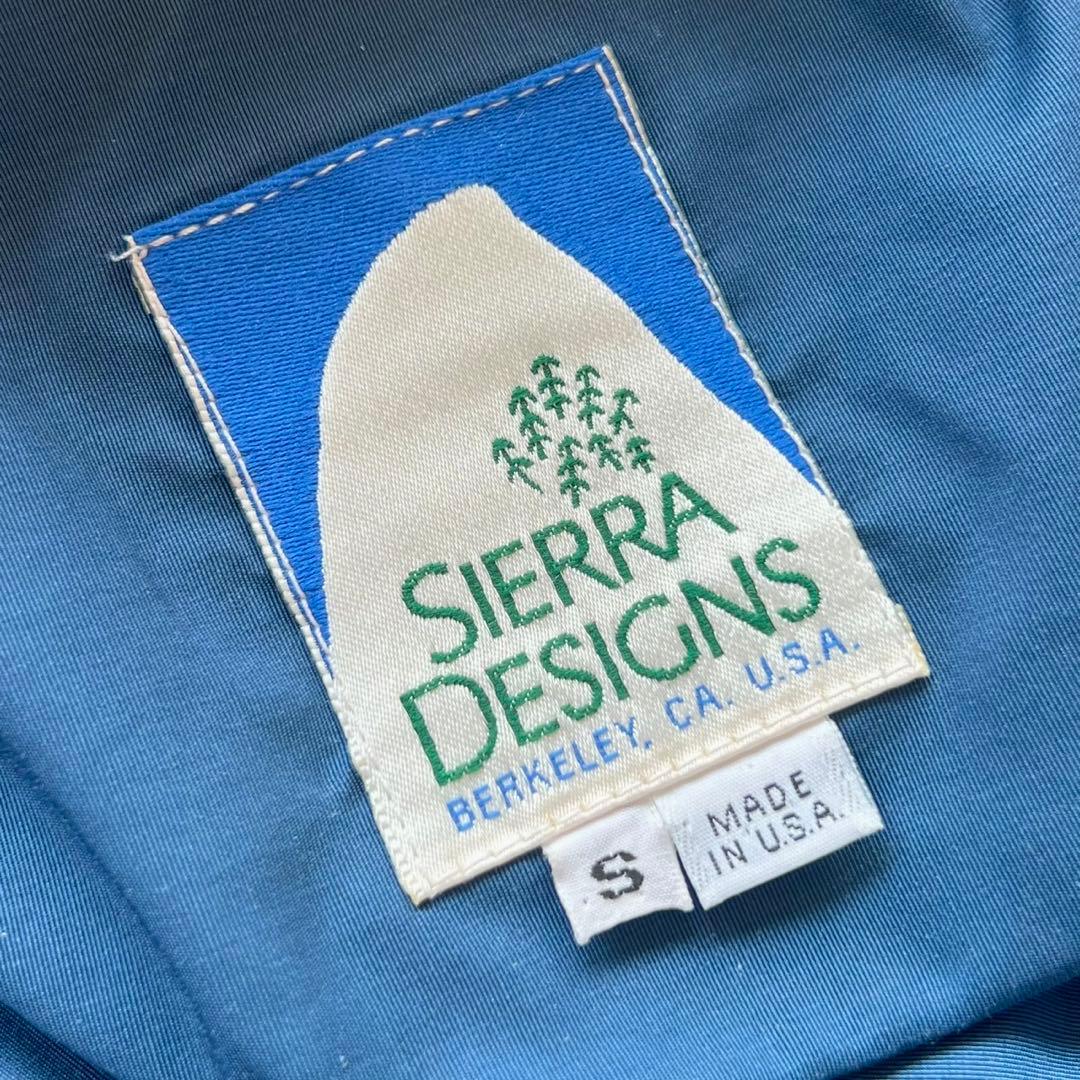 SIERRA
DESIGNS
BERKELEY, CA. U.S.A.
S
MADE
IN U.S.A.